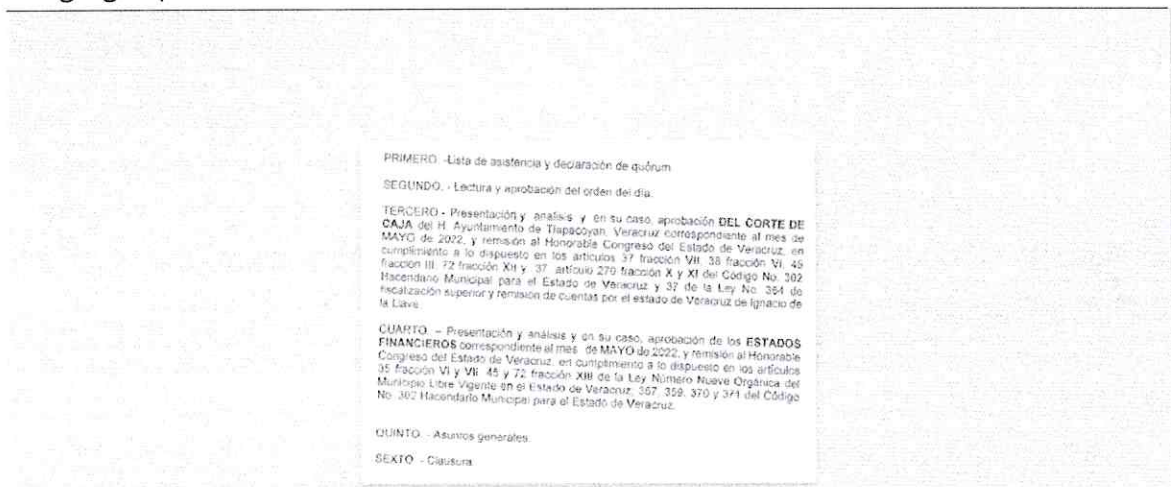 PRIMERO. -Lista de asistencia y declaración de quórum.
SEGUNDO. - Lectura y aprobación del orden del día.
TERCERO - Presentación y análisis y en su caso, aprobación DEL CORTE DE
CAJA del H. Ayuntamiento de Tlapacoyan, Veracruz correspondiente al mes de
MAYO de 2022, y remisión al Honorable Congreso del Estado de Veracruz, en
cumplimiento a lo dispuesto en los artículos 37 fracción VII, 38 fracción VI, 45
fracción III, 72 fracción XII y 37 artículo 270 fracción X y XI del Código No. 302
Hacendario Municipal para el Estado de Veracruz y 37 de la Ley No. 364 de
fiscalización superior y remisión de cuentas por el estado de Veracruz de Ignacio de
la Llave.
CUARTO. – Presentación y análisis y en su caso, aprobación de los ESTADOS
FINANCIEROS correspondiente al mes de MAYO de 2022, y remisión al Honorable
Congreso del Estado de Veracruz, en cumplimiento a lo dispuesto en los artículos
35 fracción VI y VII, 45 y 72 fracción XIII de la Ley Número Nueve Orgánica del
Municipio Libre Vigente en el Estado de Veracruz, 367, 359, 370 y 371 del Código
No. 302 Hacendario Municipal para el Estado de Veracruz.
QUINTO. - Asuntos generales.
SEXTO. - Clausura